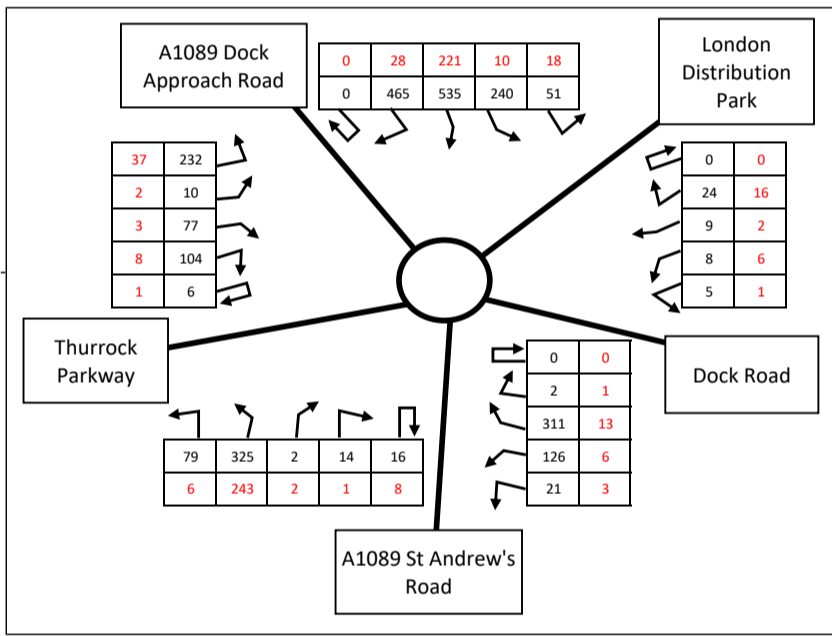 A1089 Dock
Approach Road
0 28 221 10 18
0 465 535 240 51
London
Distribution
Park
37 232
2 10
3 77
8 104
1 6
0 0
24 16
9 2
8 6
5 1
Thurrock
Parkway
0 0
2 1
311 13
126 6
21 3
Dock Road
79 325 2 14 16
6 243 2 1 8
A1089 St Andrew's
Road